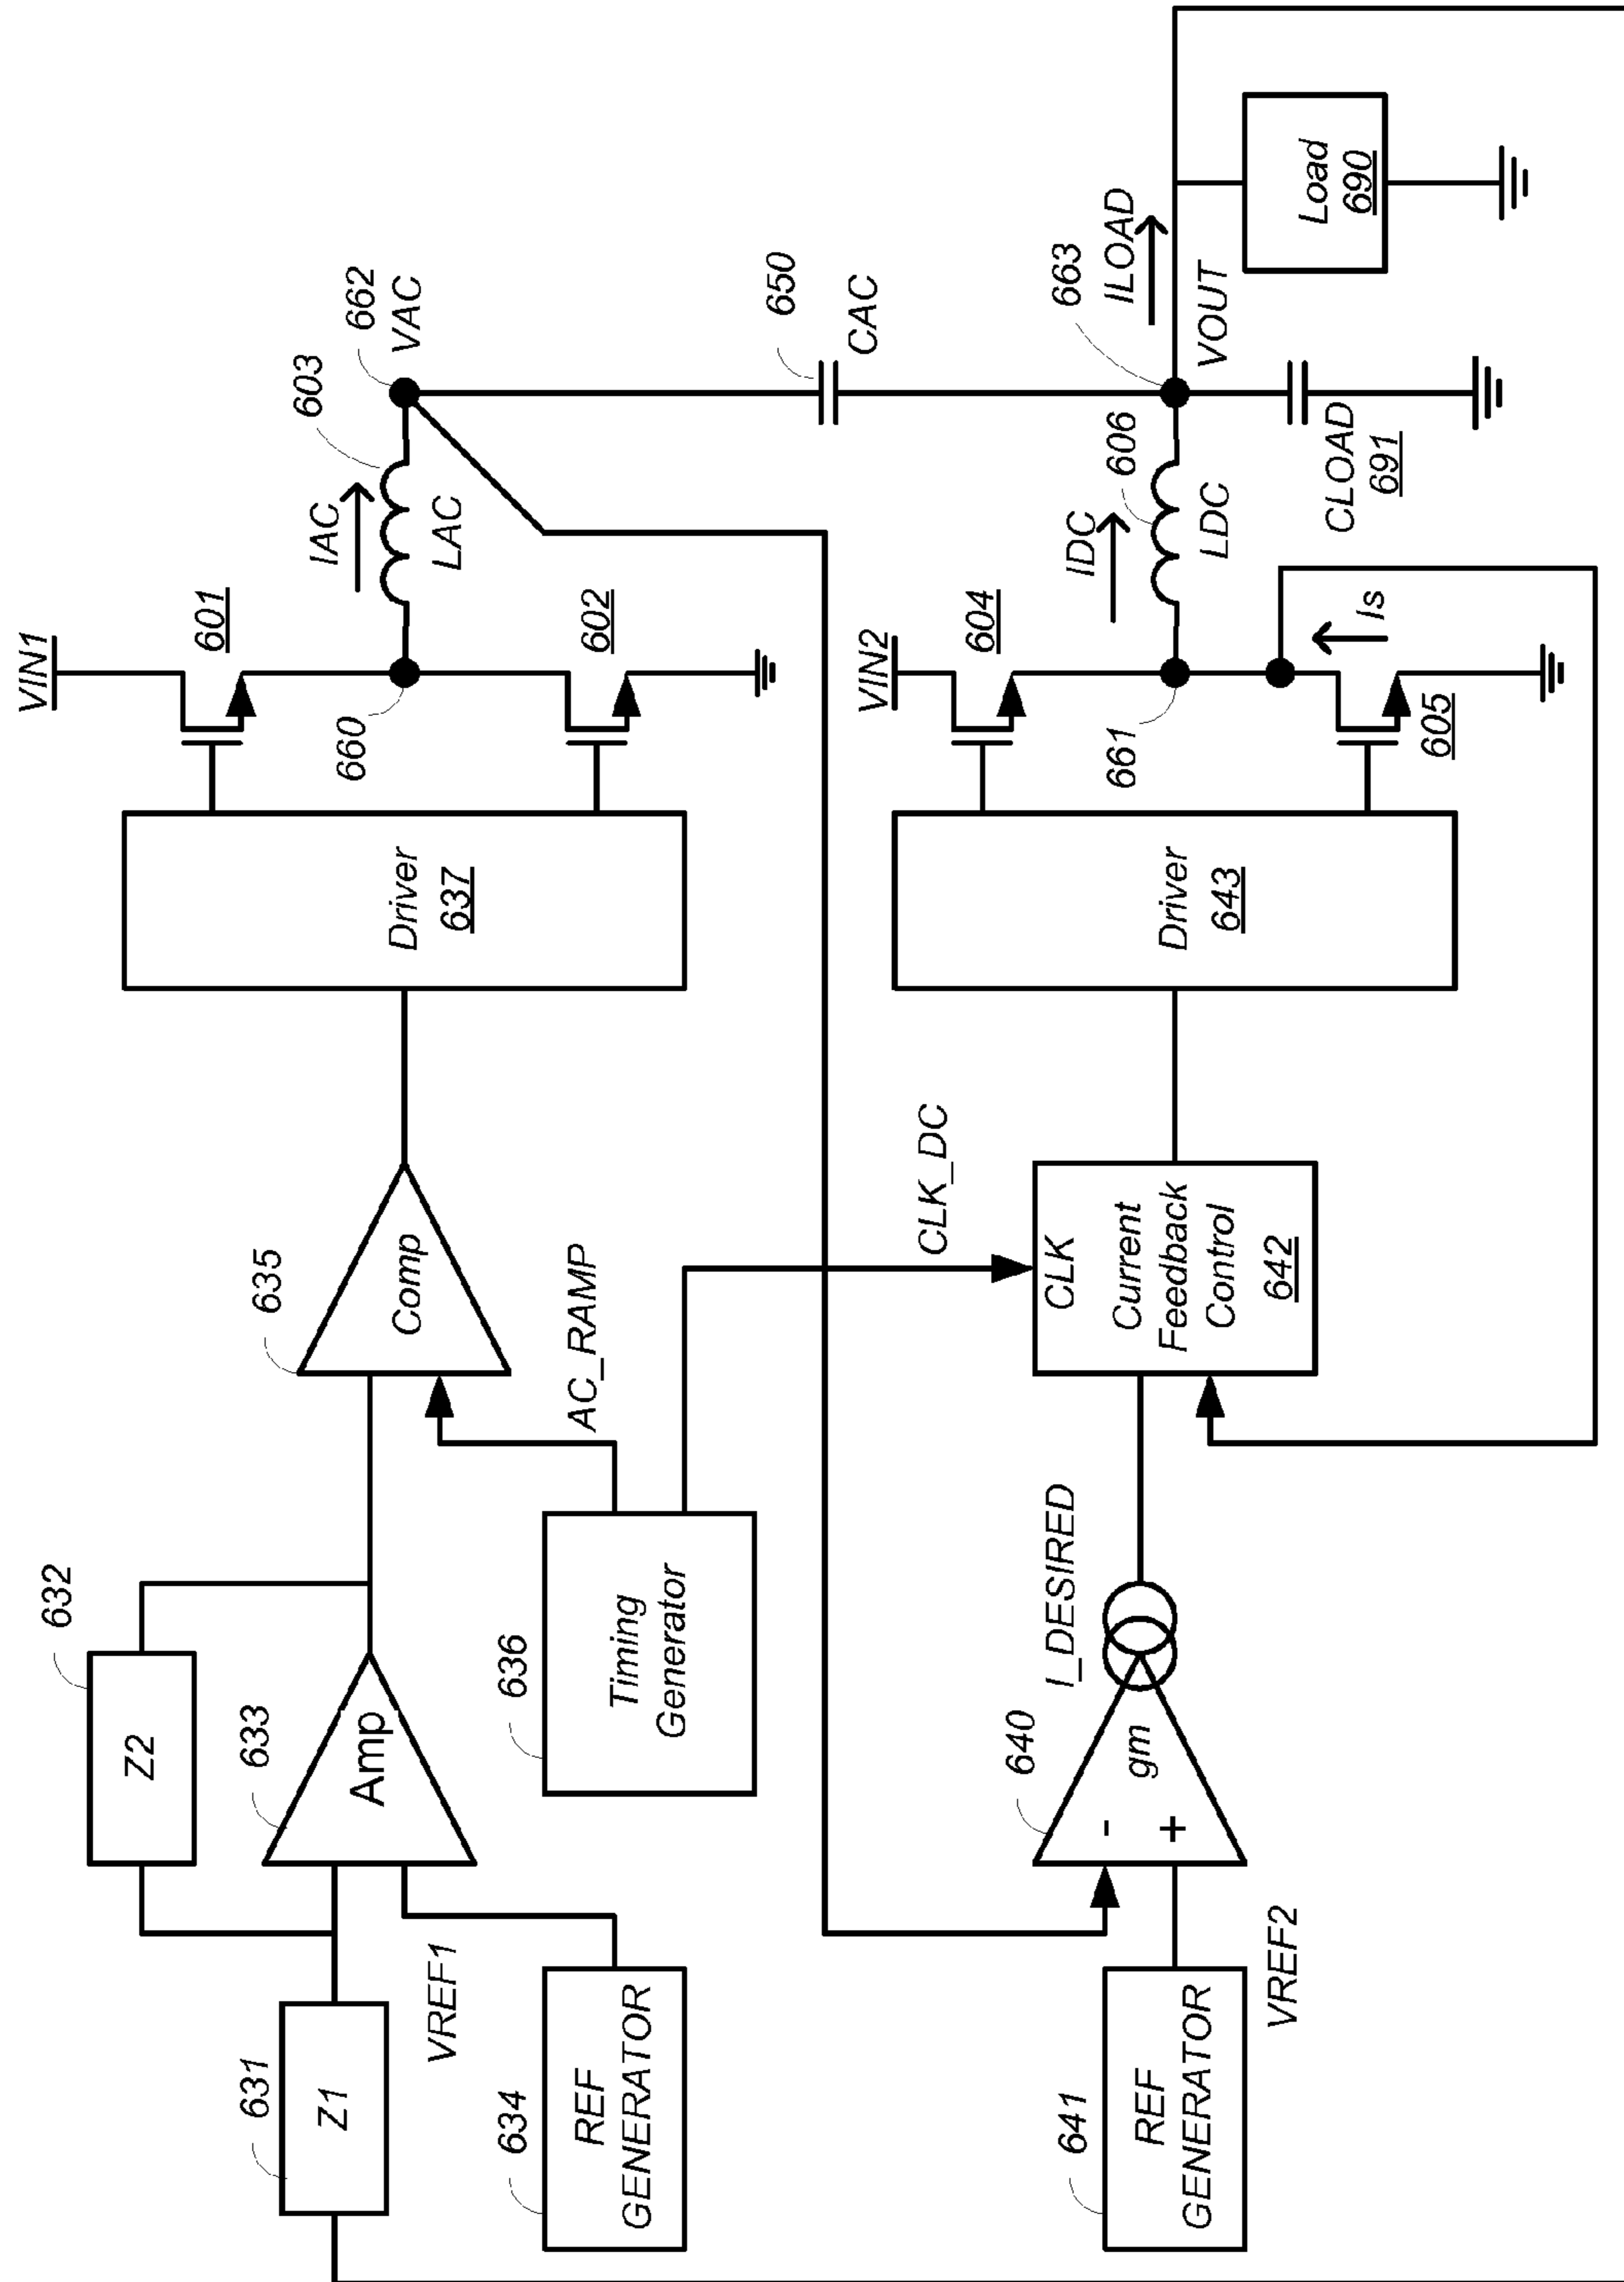 632
Z2
631
Z1
633
Amp
VREF1
634
REF
GENERATOR
636
Timing
Generator
635
Comp
AC_RAMP
Driver
637
VIN1
601
602
660
IAC
603
LAC
662
VAC
650
CAC
641
REF
GENERATOR
VREF2
640
-
+
gm
I_DESIRED
CLK_DC
CLK
Current
Feedback
Control
642
Driver
643
VIN2
604
661
605
Is
IDC
606
LDC
663
ILOAD
VOUT
CLOAD
691
Load
690